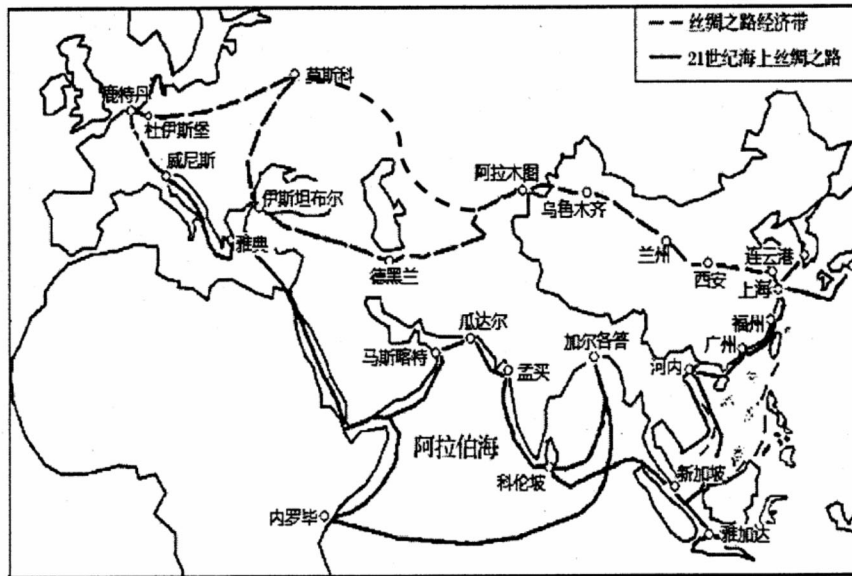 丝绸之路经济带
21世纪海上丝绸之路
莫斯科
鹿特丹
杜伊斯堡
威尼斯
阿拉木图
乌鲁木齐
伊斯坦布尔
雅典
兰州
德黑兰
西安
连云港
上海
福州
瓜达尔
加尔各答
广州
马斯喀特
孟买
河内
阿拉伯海
科伦坡
新加坡
内罗毕
雅加达